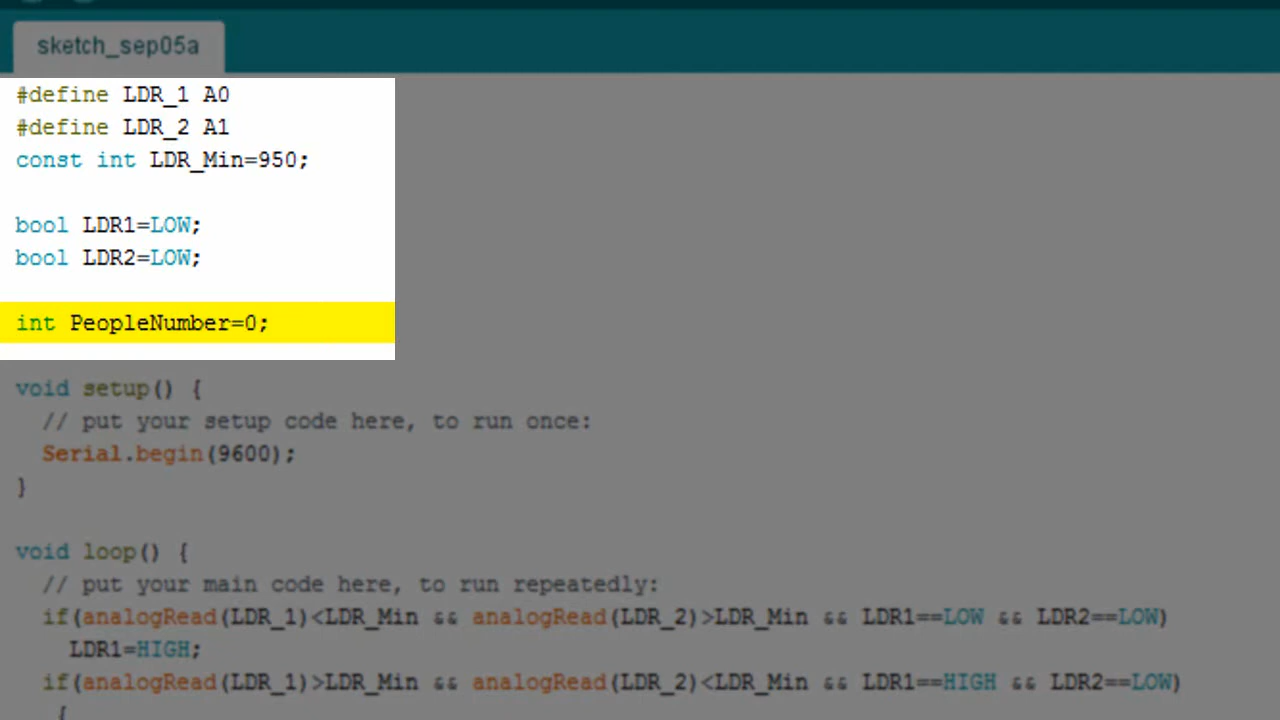 sketch_sep05a
#define LDR_1 A0
#define LDR_2 A1
const int LDR_Min=950;
bool LDR1=LOW;
bool LDR2=LOW;
int PeopleNumber=0;
void setup() {
// put your setup code here, to run once:
Serial.begin(9600);
}
void loop() {
// put your main code here, to run repeatedly:
if(analogRead(LDR_1)<LDR_Min && analogRead(LDR_2)>LDR_Min && LDR1==LOW && LDR2==LOW)
LDR1=HIGH;
if(analogRead(LDR_1)>LDR_Min && analogRead(LDR_2)<LDR_Min && LDR1==HIGH && LDR2==LOW)
{